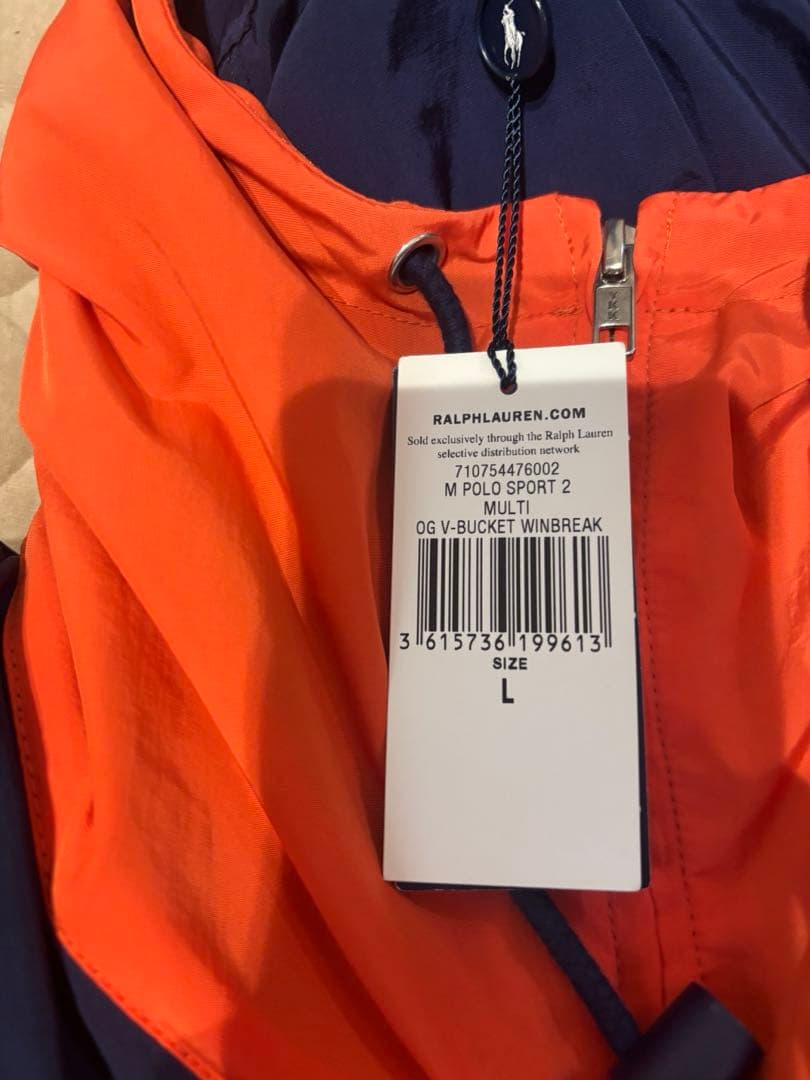 YKK
RALPHLAUREN.COM
Sold exclusively through the Ralph Lauren
selective distribution network
710754476002
M POLO SPORT 2
MULTI
OG V-BUCKET WINBREAK
3 615736 199613
SIZE
L